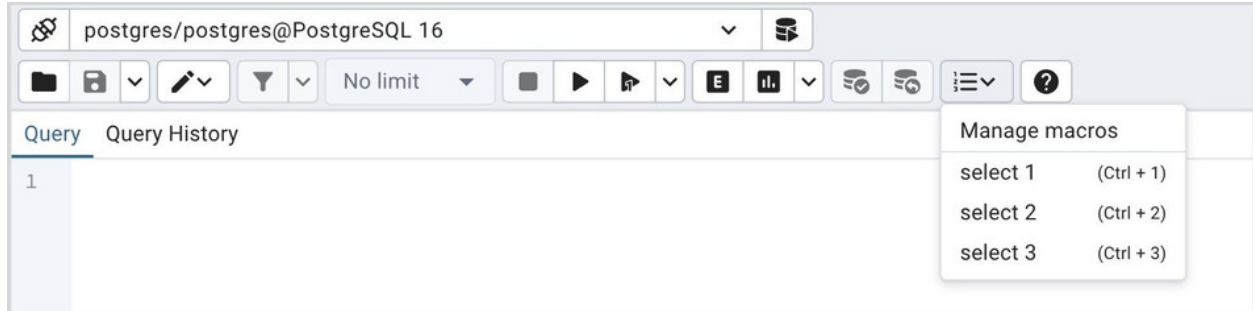 postgres/postgres@PostgreSQL 16
No limit
E
Query Query History
Manage macros
1
select 1 (Ctrl + 1)
select 2 (Ctrl + 2)
select 3 (Ctrl + 3)